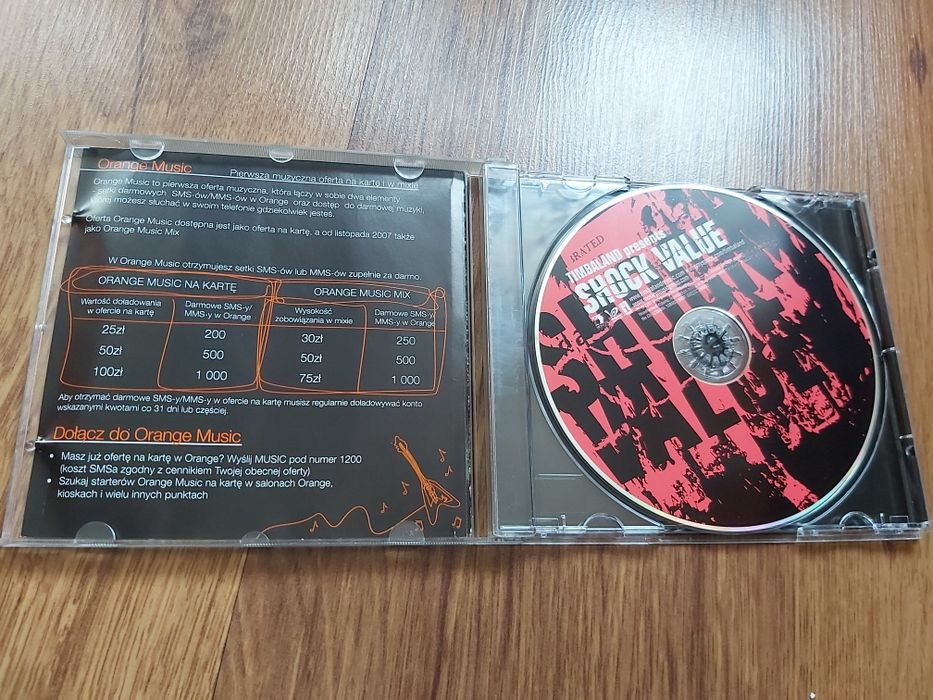 Orange Music
Pierwsza muzyczna oferta na kartę i w mixie
Orange Music to pierwsza oferta muzyczna, która łączy w sobie dwa elementy
- setki darmowych SMS-ów/MMS-ów w Orange oraz dostęp do darmowej muzyki,
której możesz słuchać w swoim telefonie gdziekolwiek jesteś.
Oferta Orange Music dostępna jest jako oferta na kartę, a od listopada 2007 także
jako Orange Music Mix
W Orange Music otrzymujesz setki SMS-ów lub MMS-ów zupełnie za darmo.
ORANGE MUSIC NA KARTĘ ORANGE MUSIC MIX
Wartość doładowania Darmowe SMS-y/ Wysokość Darmowe SMS-y/
w ofercie na kartę MMS-y w Orange zobowiązania w mixie MMS-y w Orange
25zł 200 30zł 250
50zł 500 50zł 500
100zł 1 000 75zł 1 000
Aby otrzymać darmowe SMS-y/MMS-y w ofercie na kartę musisz regularnie doładowywać konto
wskazanymi kwotami co 31 dni lub częściej.
Dołącz do Orange Music
• Masz już ofertę na kartę w Orange? Wyślij MUSIC pod numer 1200
(koszt SMSa zgodny z cennikiem Twojej obecnej oferty)
• Szukaj starterów Orange Music na kartę w salonach Orange,
kioskach i wielu innych punktach
TIMBALAND presents
SHOCK VALUE
SHOCK
VALUE